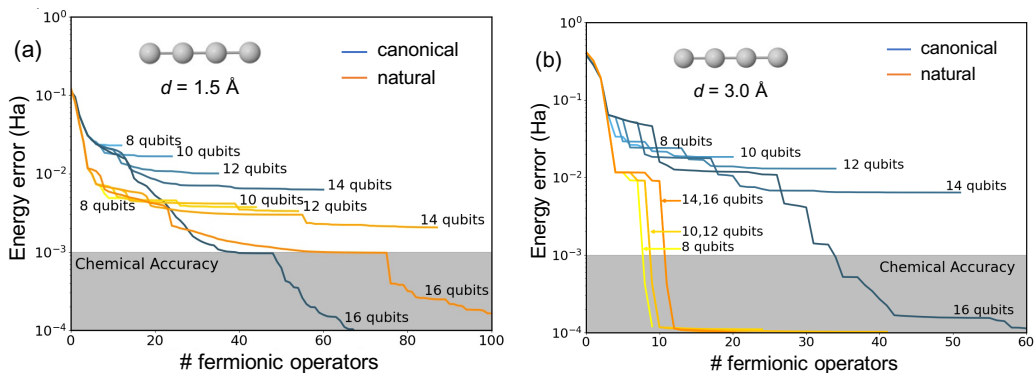 (a)
canonical
natural
d = 1.5 Å
Energy error (Ha)
10⁰
10⁻¹
10⁻²
10⁻³
10⁻⁴
8 qubits
10 qubits
12 qubits
14 qubits
8 qubits
10 qubits
12 qubits
14 qubits
Chemical Accuracy
16 qubits
16 qubits
0 20 40 60 80 100
# fermionic operators
(b)
canonical
natural
d = 3.0 Å
Energy error (Ha)
10⁰
10⁻¹
10⁻²
10⁻³
10⁻⁴
8 qubits
10 qubits
12 qubits
14 qubits
14,16 qubits
10,12 qubits
8 qubits
Chemical Accuracy
16 qubits
0 10 20 30 40 50 60
# fermionic operators